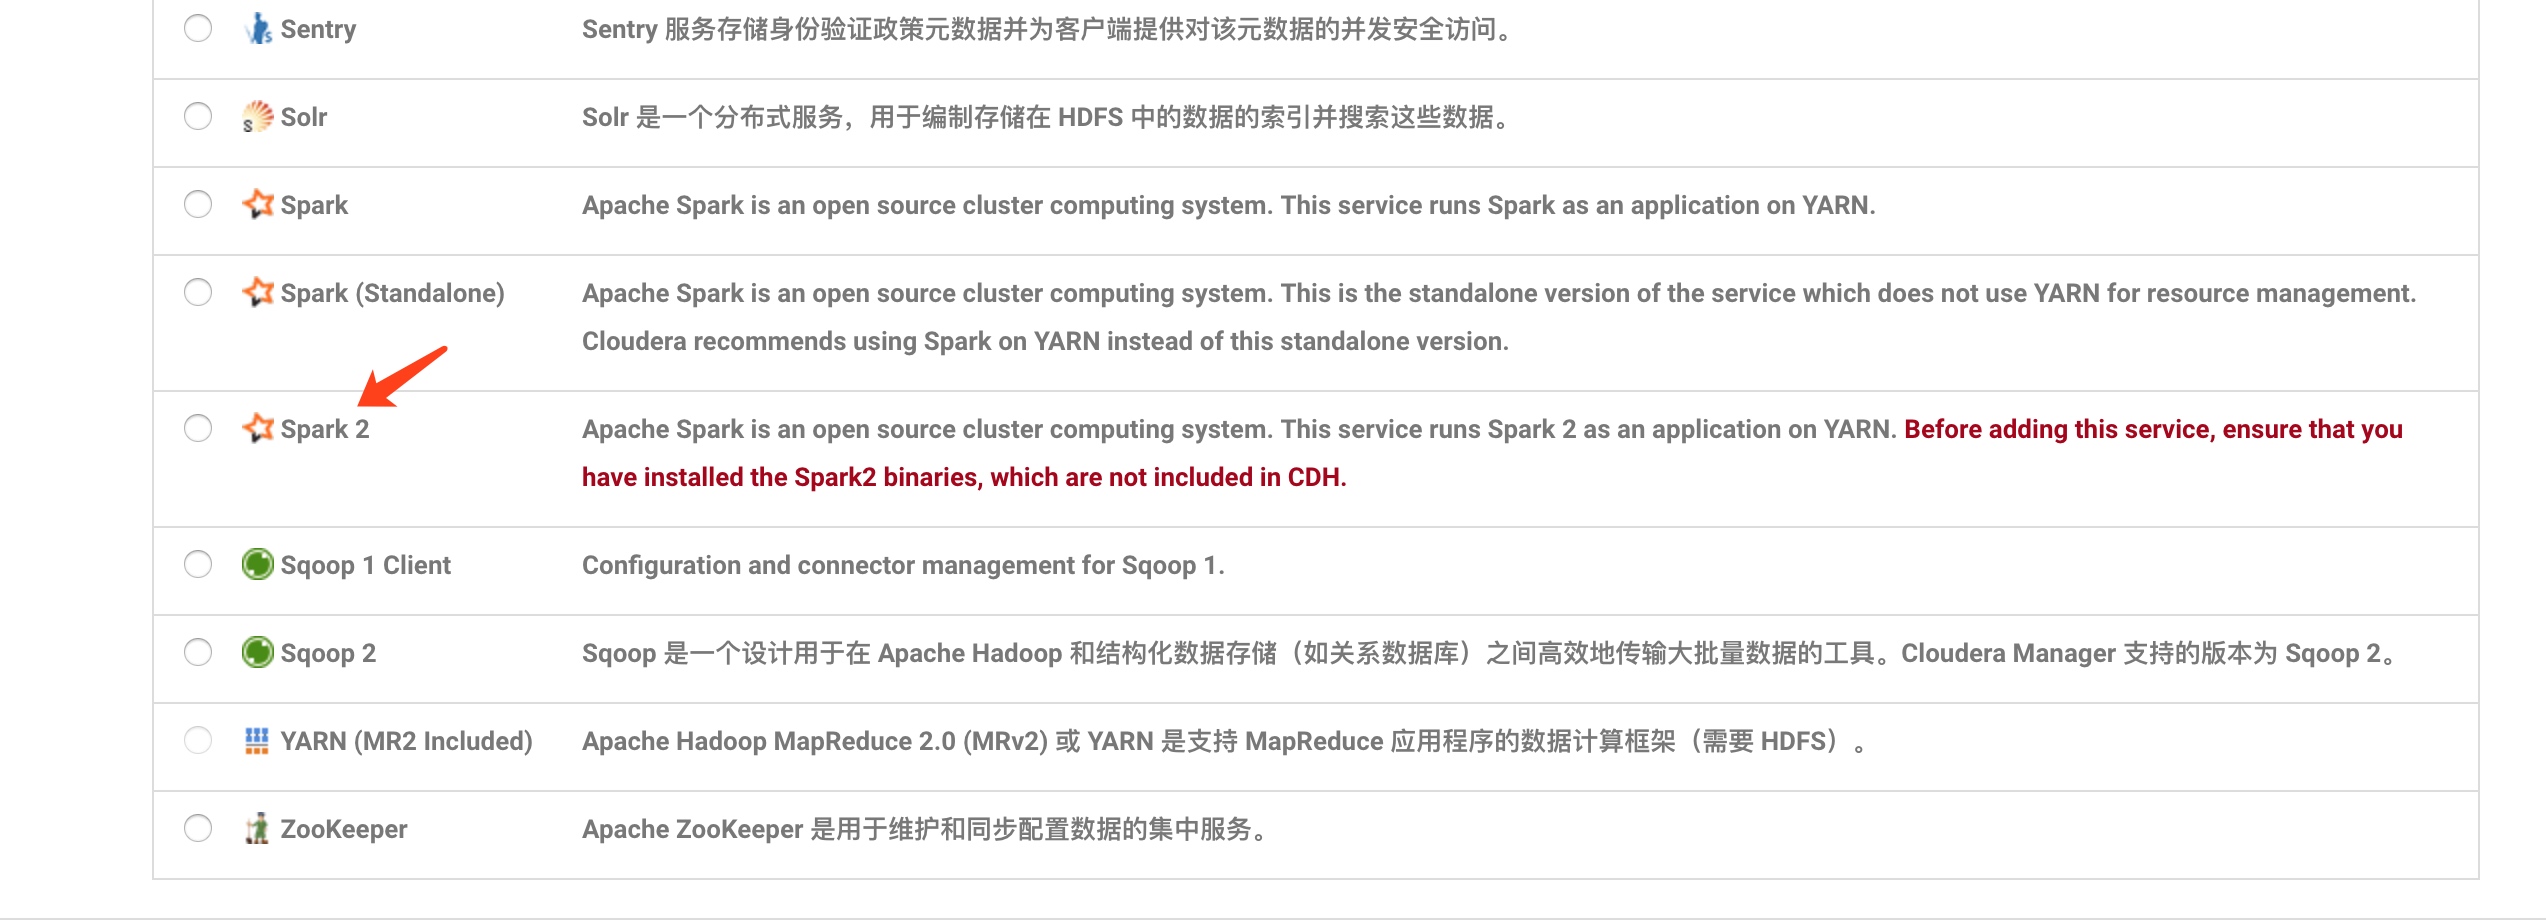 Sentry Sentry 服务存储身份验证政策元数据并为客户端提供对该元数据的并发安全访问。
Solr Solr 是一个分布式服务，用于编制存储在 HDFS 中的数据的索引并搜索这些数据。
Spark Apache Spark is an open source cluster computing system. This service runs Spark as an application on YARN.
Spark (Standalone) Apache Spark is an open source cluster computing system. This is the standalone version of the service which does not use YARN for resource management.
Cloudera recommends using Spark on YARN instead of this standalone version.
Spark 2 Apache Spark is an open source cluster computing system. This service runs Spark 2 as an application on YARN. Before adding this service, ensure that you
have installed the Spark2 binaries, which are not included in CDH.
Sqoop 1 Client Configuration and connector management for Sqoop 1.
Sqoop 2 Sqoop 是一个设计用于在 Apache Hadoop 和结构化数据存储（如关系数据库）之间高效地传输大批量数据的工具。Cloudera Manager 支持的版本为 Sqoop 2。
YARN (MR2 Included) Apache Hadoop MapReduce 2.0 (MRv2) 或 YARN 是支持 MapReduce 应用程序的数据计算框架（需要 HDFS）。
ZooKeeper Apache ZooKeeper 是用于维护和同步配置数据的集中服务。